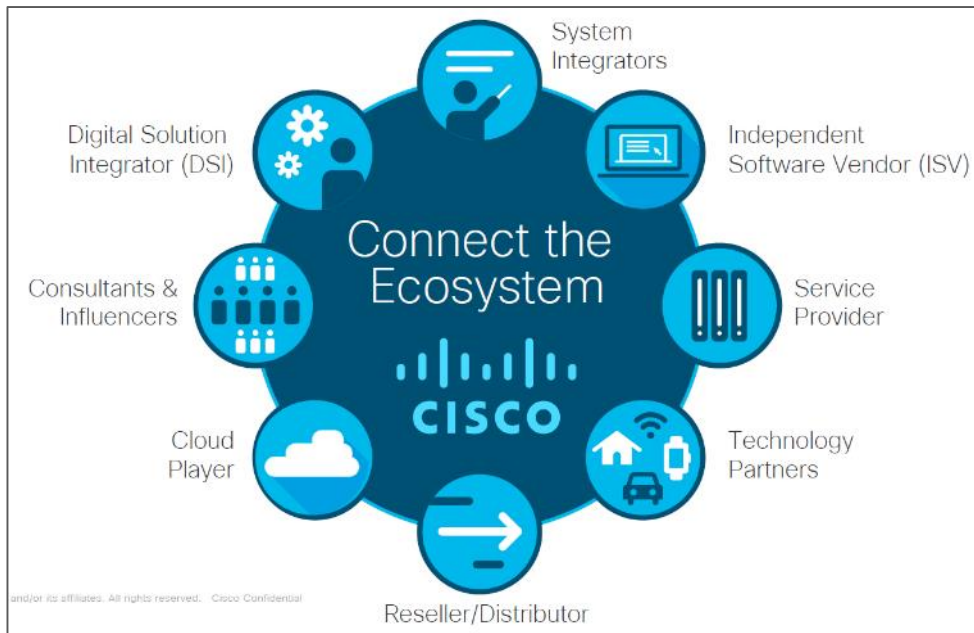 System
Integrators
Digital Solution
Integrator (DSI)
Independent
Software Vendor (ISV)
Connect the
Ecosystem
Consultants &
Influencers
Service
Provider
CISCO
Cloud
Player
Technology
Partners
and/or its affiliates. All rights reserved. Cisco Confidential
Reseller/Distributor